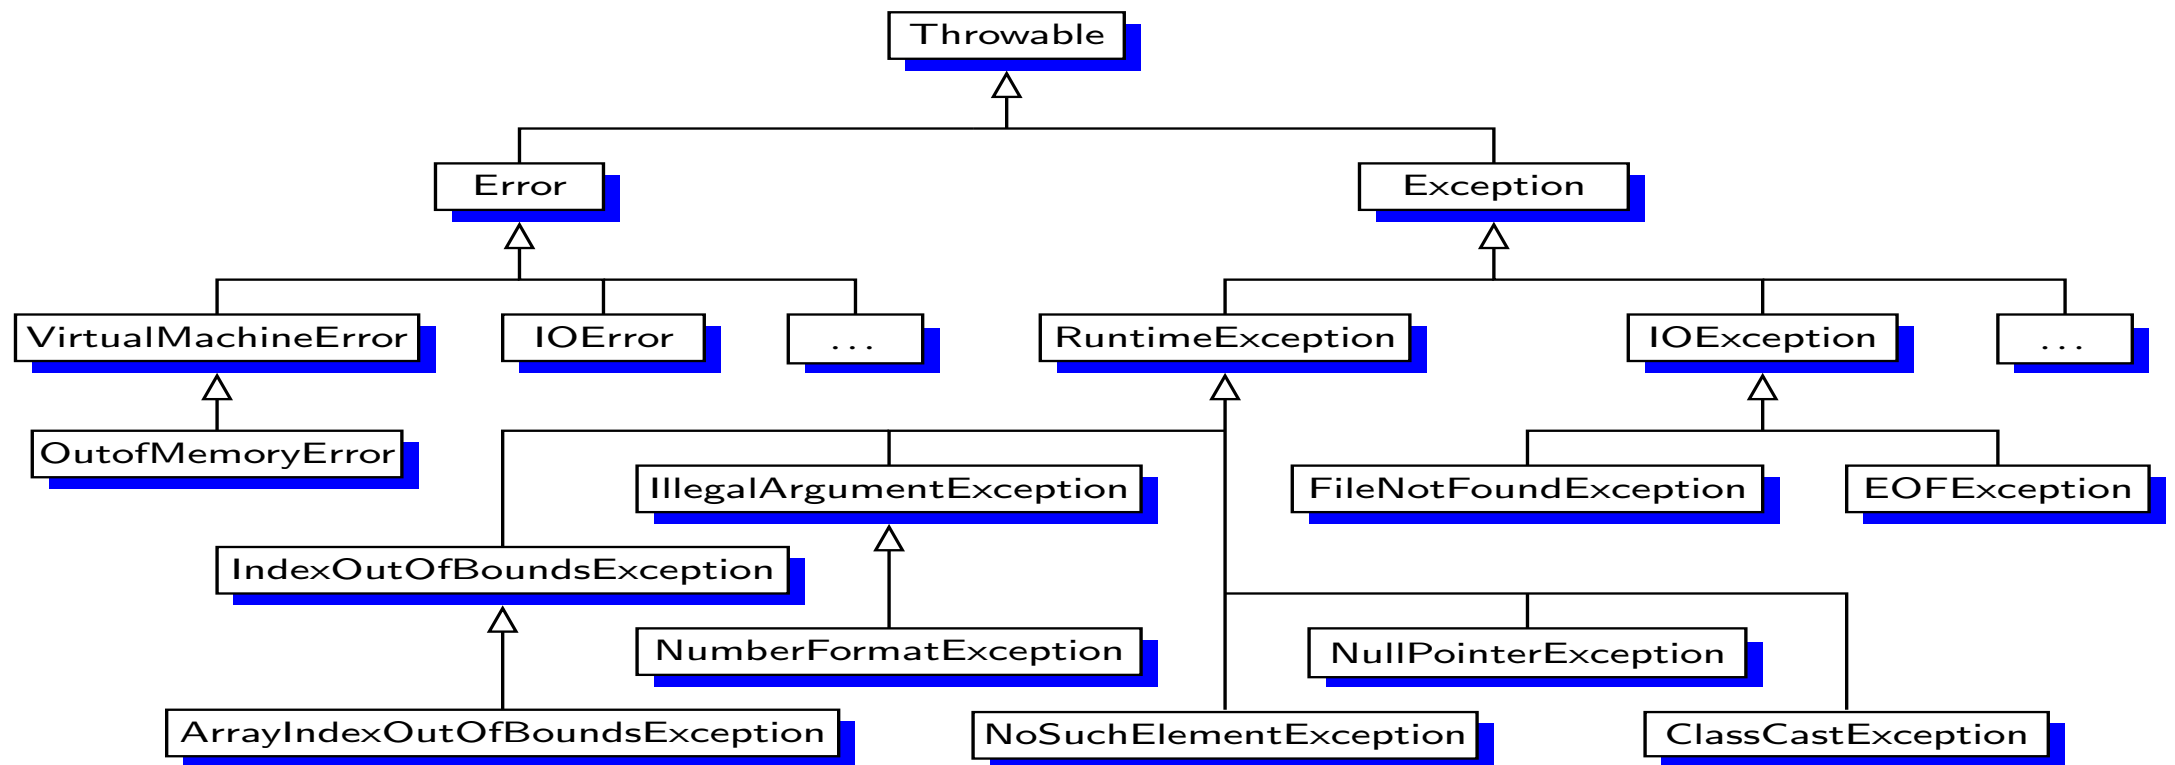 Throwable
Error
Exception
VirtualMachineError
IOError
...
RuntimeException
IOException
...
OutofMemoryError
IllegalArgumentException
FileNotFoundException
EOFException
IndexOutOfBoundsException
NumberFormatException
NullPointerException
ArrayIndexOutOfBoundsException
NoSuchElementException
ClassCastException